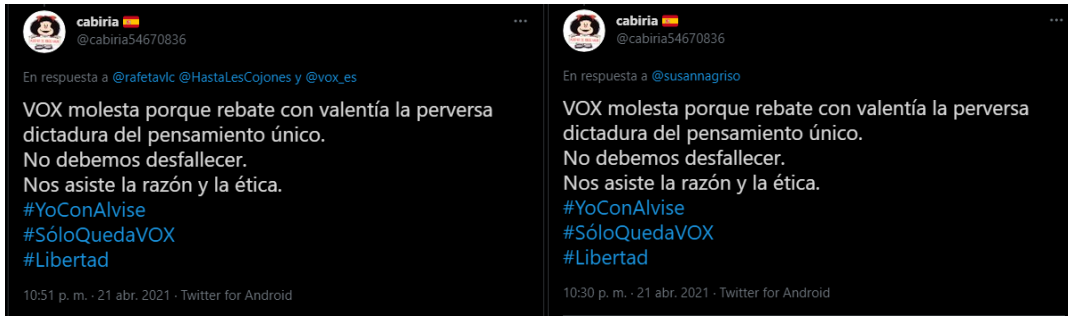 cabiria 🇪🇸
@cabiria54670836
En respuesta a @rafetavlc @HastaLesCojones y @vox_es
VOX molesta porque rebate con valentía la perversa
dictadura del pensamiento único.
No debemos desfallecer.
Nos asiste la razón y la ética.
#YoConAlvise
#SóloQuedaVOX
#Libertad
10:51 p. m. · 21 abr. 2021 · Twitter for Android
cabiria 🇪🇸
@cabiria54670836
En respuesta a @susannagriso
VOX molesta porque rebate con valentía la perversa
dictadura del pensamiento único.
No debemos desfallecer.
Nos asiste la razón y la ética.
#YoConAlvise
#SóloQuedaVOX
#Libertad
10:30 p. m. · 21 abr. 2021 · Twitter for Android